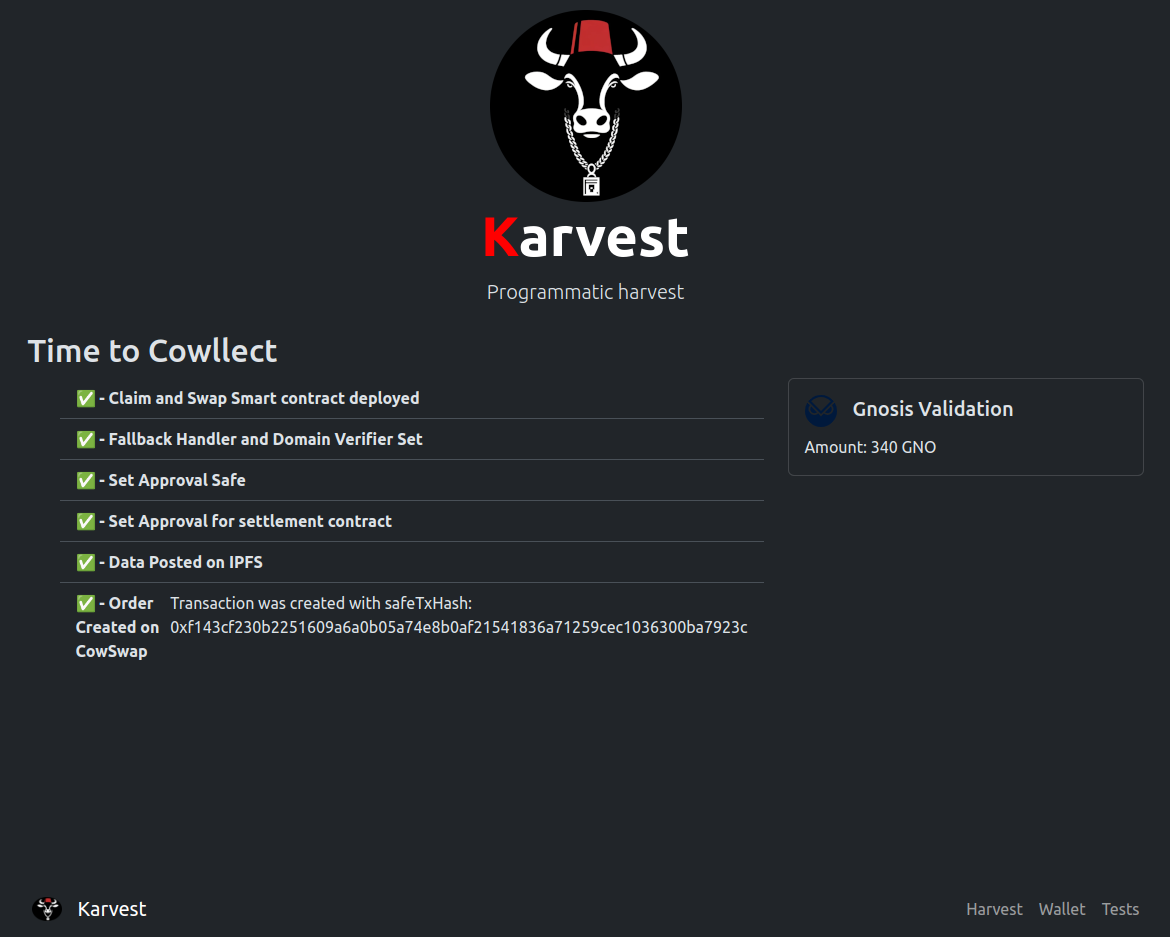 Karvest
Programmatic harvest
Time to Cowllect
✅ - Claim and Swap Smart contract deployed
✅ - Fallback Handler and Domain Verifier Set
✅ - Set Approval Safe
✅ - Set Approval for settlement contract
✅ - Data Posted on IPFS
✅ - Order
Created on
CowSwap
Transaction was created with safeTxHash:
0xf143cf230b2251609a6a0b05a74e8b0af21541836a71259cec1036300ba7923c
Gnosis Validation
Amount: 340 GNO
Karvest
Harvest Wallet Tests